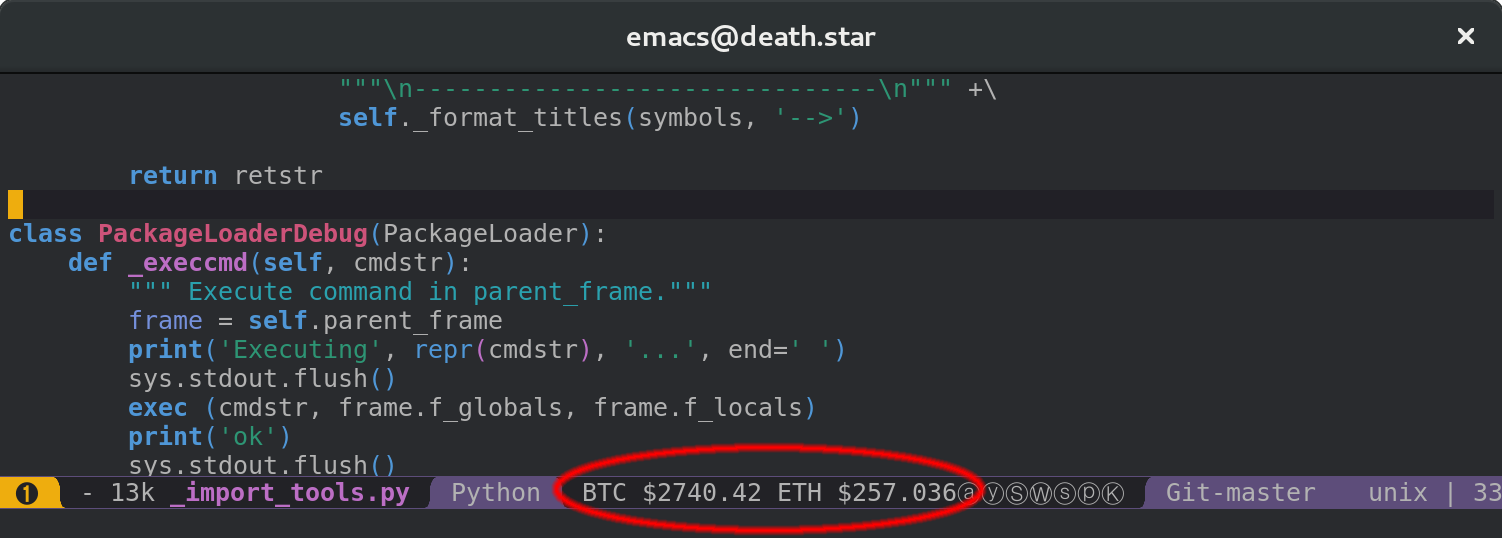 emacs@death.star ×
"""\n-------------------------------\n""" +\
self._format_titles(symbols, '-->')
return retstr
class PackageLoaderDebug(PackageLoader):
def _execcmd(self, cmdstr):
""" Execute command in parent_frame."""
frame = self.parent_frame
print('Executing', repr(cmdstr), '...', end=' ')
sys.stdout.flush()
exec (cmdstr, frame.f_globals, frame.f_locals)
print('ok')
sys.stdout.flush()
❶ - 13k _import_tools.py Python BTC $2740.42 ETH $257.036ⓐⓨⓈⓌⓢⓟⓀ Git-master unix | 33